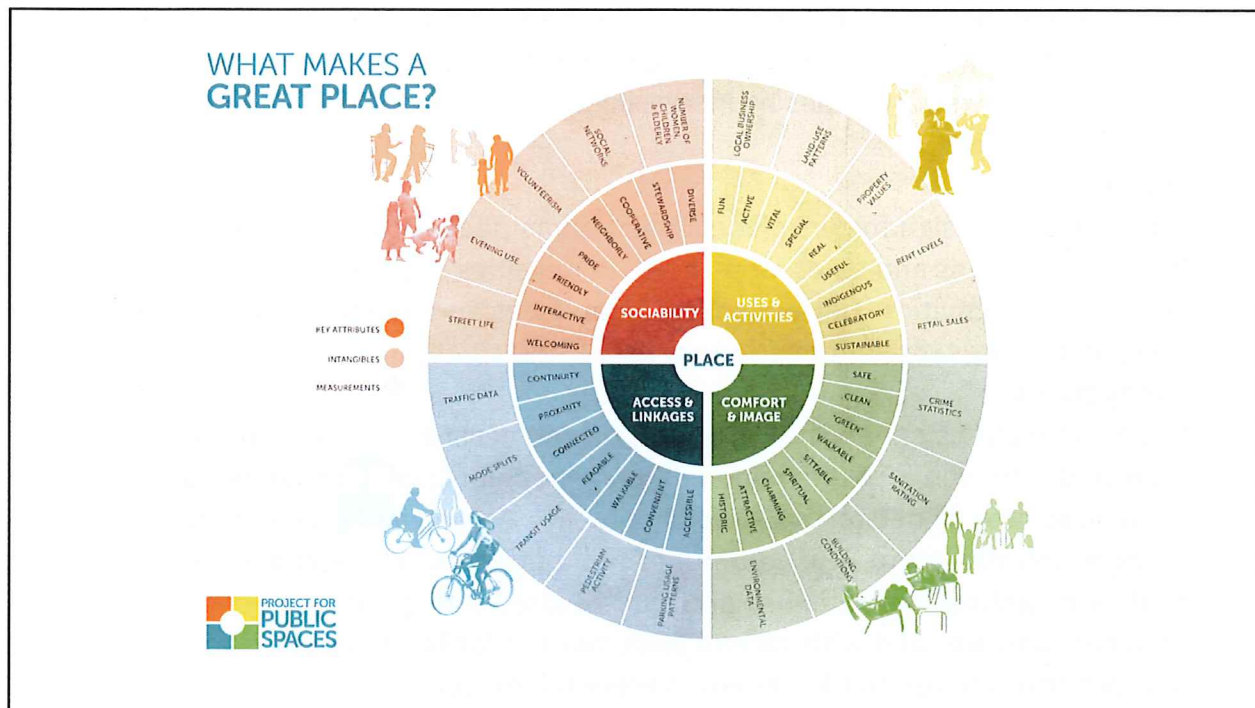 WHAT MAKES A
GREAT PLACE?
KEY ATTRIBUTES
INTANGIBLES
MEASUREMENTS
PLACE
SOCIABILITY
USES &
ACTIVITIES
ACCESS &
LINKAGES
COMFORT
& IMAGE
WELCOMING
INTERACTIVE
FRIENDLY
PRIDE
NEIGHBORLY
COOPERATIVE
STEWARDSHIP
DIVERSE
STREET LIFE
EVENING USE
VOLUNTEERISM
SOCIAL
NETWORKS
NUMBER OF
WOMEN,
CHILDREN
& ELDERLY
FUN
ACTIVE
VITAL
SPECIAL
REAL
USEFUL
INDIGENOUS
CELEBRATORY
SUSTAINABLE
LOCAL BUSINESS
OWNERSHIP
LAND-USE
PATTERNS
PROPERTY
VALUES
RENT LEVELS
RETAIL SALES
CONTINUITY
PROXIMITY
CONNECTED
READABLE
WALKABLE
CONVENIENT
ACCESSIBLE
TRAFFIC DATA
MODE SPLITS
TRANSIT USAGE
PEDESTRIAN
ACTIVITY
PARKING USAGE
PATTERNS
SAFE
CLEAN
"GREEN"
WALKABLE
SITTABLE
SPIRITUAL
CHARMING
ATTRACTIVE
HISTORIC
CRIME
STATISTICS
SANITATION
RATING
BUILDING
CONDITIONS
ENVIRONMENTAL
DATA
PROJECT FOR
PUBLIC
SPACES